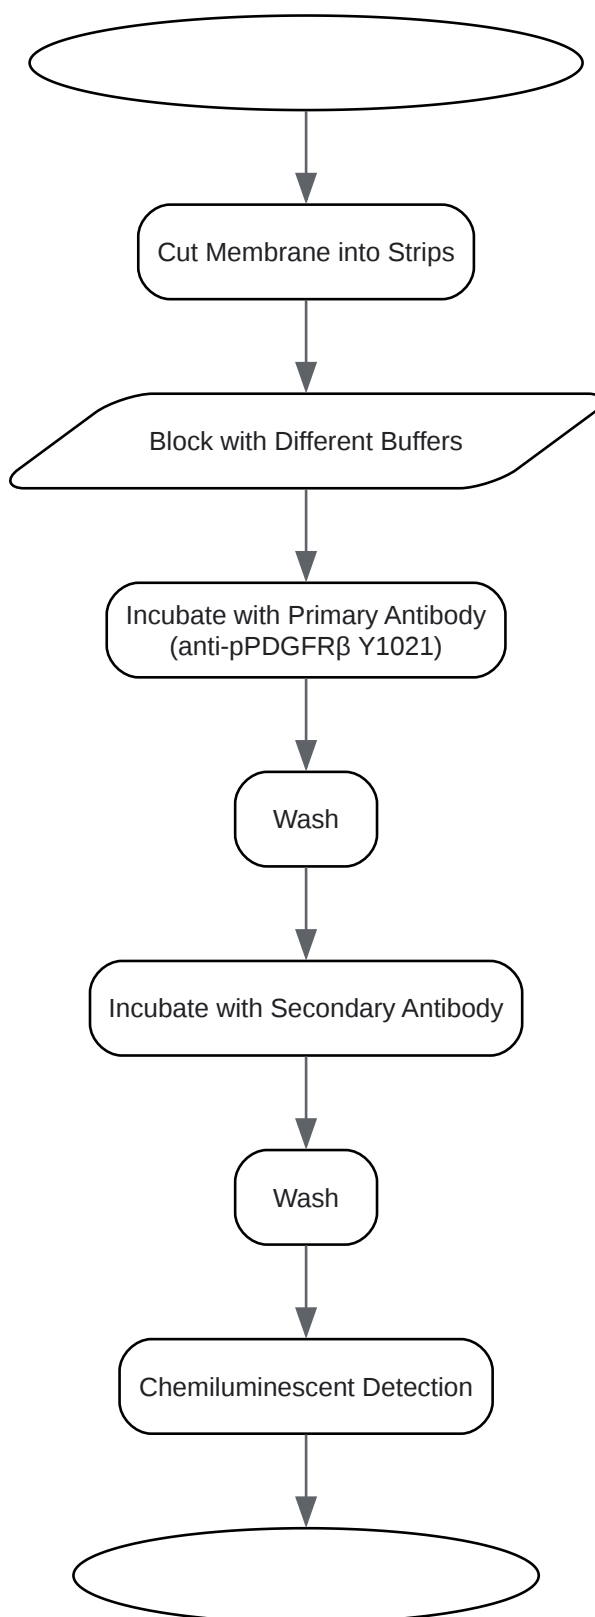 Cut Membrane into Strips
Block with Different Buffers
Incubate with Primary Antibody
(anti-pPDGFRβ Y1021)
Wash
Incubate with Secondary Antibody
Wash
Chemiluminescent Detection